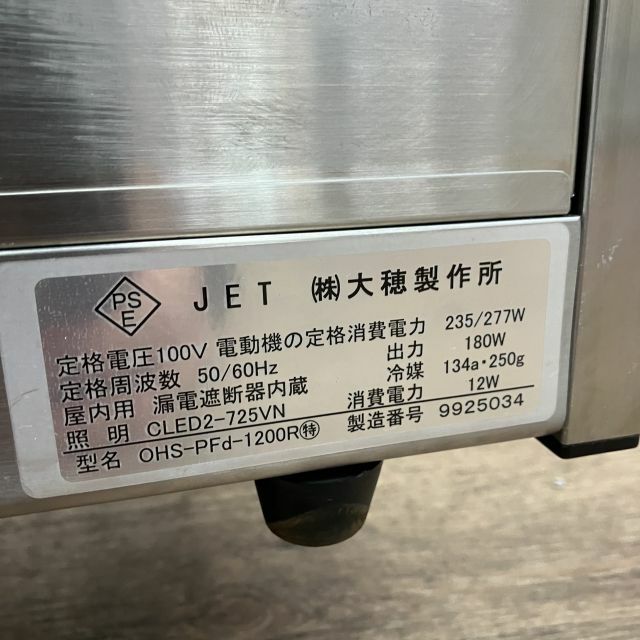 PSE JET ㈱大穂製作所
定格電圧100V 電動機の定格消費電力 235/277W
定格周波数 50/60Hz 出力 180W
屋内用 漏電遮断器内蔵 冷媒 134a・250g
照明 CLED2-725VN 消費電力 12W
型名 OHS-PFd-1200R㊕ 製造番号 9925034